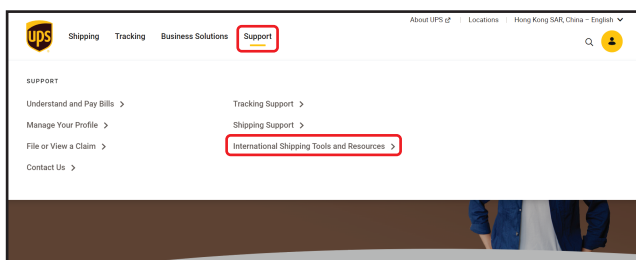 About UPS Locations Hong Kong SAR, China – English
ups Shipping Tracking Business Solutions Support
SUPPORT
Understand and Pay Bills > Tracking Support >
Manage Your Profile > Shipping Support >
File or View a Claim > International Shipping Tools and Resources >
Contact Us >